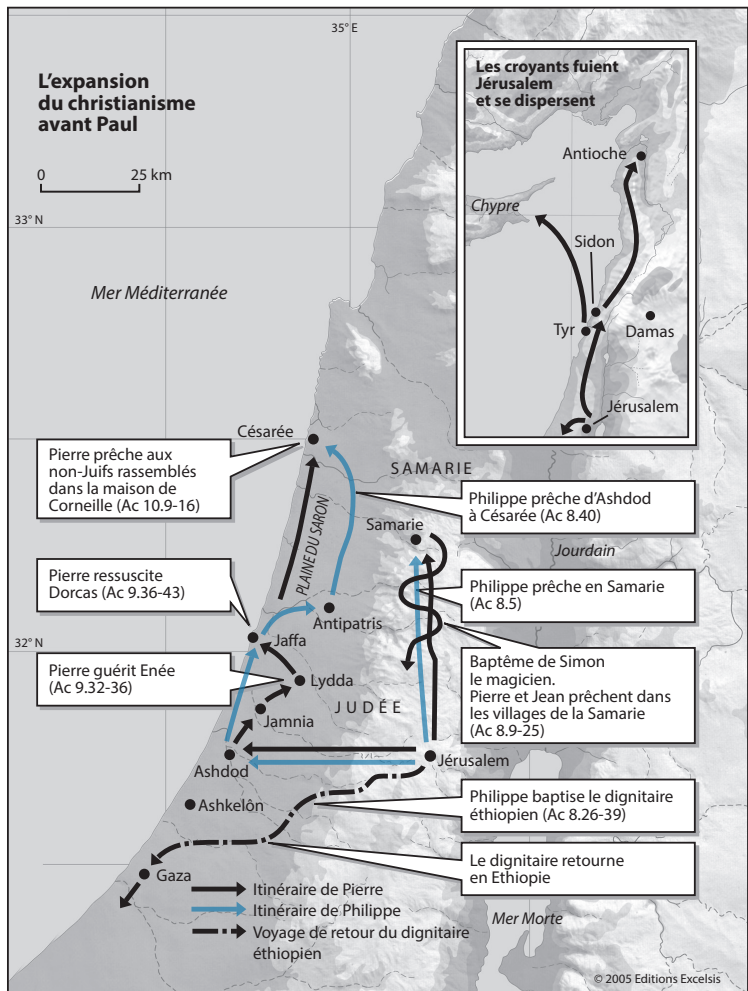 35° E
L'expansion
du christianisme
avant Paul
0 25 km
33° N
Mer Méditerranée
Les croyants fuient
Jérusalem
et se dispersent
Antioche
Chypre
Sidon
Tyr
Damas
Jérusalem
Césarée
Pierre prêche aux
non-Juifs rassemblés
dans la maison de
Corneille (Ac 10.9-16)
SAMARIE
Philippe prêche d'Ashdod
à Césarée (Ac 8.40)
Samarie
PLAINE DU SARON
Jourdain
Pierre ressuscite
Dorcas (Ac 9.36-43)
Philippe prêche en Samarie
(Ac 8.5)
Antipatris
32° N
Jaffa
Pierre guérit Enée
(Ac 9.32-36)
Lydda
Baptême de Simon
le magicien.
Pierre et Jean prêchent dans
les villages de la Samarie
(Ac 8.9-25)
JUDÉE
Jamnia
Ashdod
Jérusalem
Ashkelôn
Philippe baptise le dignitaire
éthiopien (Ac 8.26-39)
Le dignitaire retourne
en Ethiopie
Gaza
Itinéraire de Pierre
Itinéraire de Philippe
Voyage de retour du dignitaire
éthiopien
Mer Morte
© 2005 Editions Excelsis